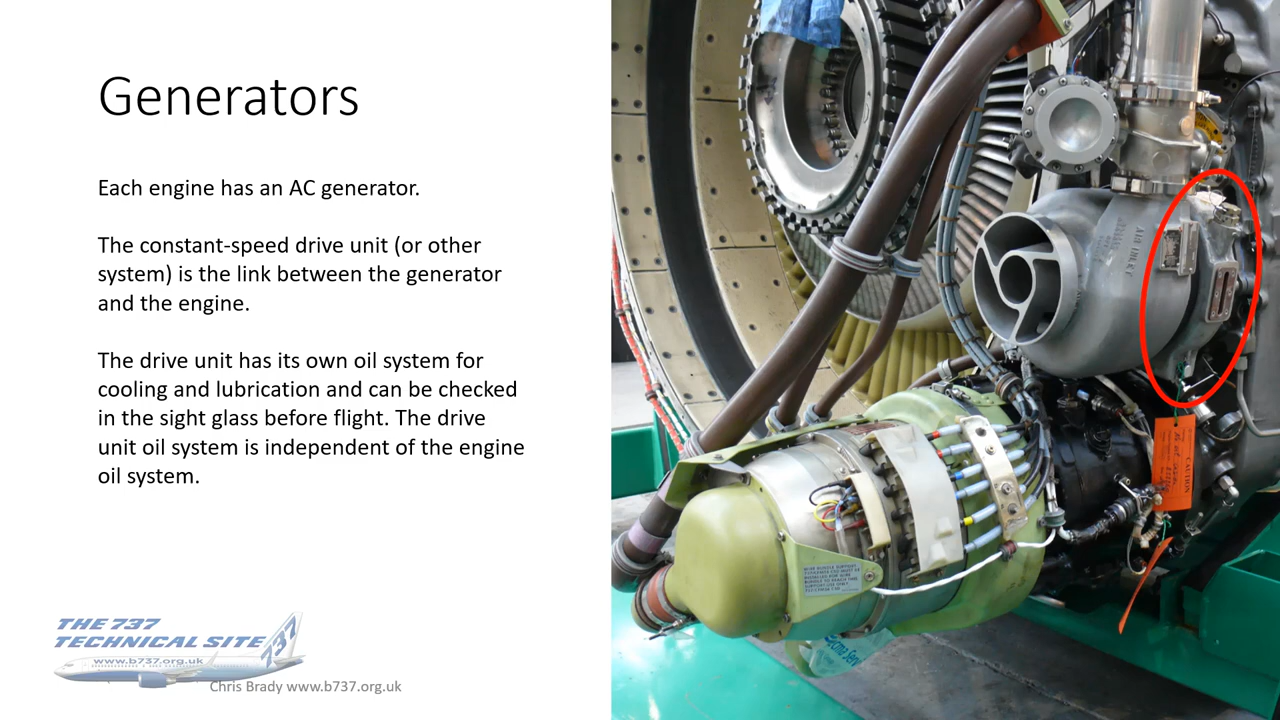 Generators
Each engine has an AC generator.
The constant-speed drive unit (or other
system) is the link between the generator
and the engine.
The drive unit has its own oil system for
cooling and lubrication and can be checked
in the sight glass before flight. The drive
unit oil system is independent of the engine
oil system.
THE 737
TECHNICAL SITE
737
www.b737.org.uk
Chris Brady www.b737.org.uk
AIR INLET
CAUTION